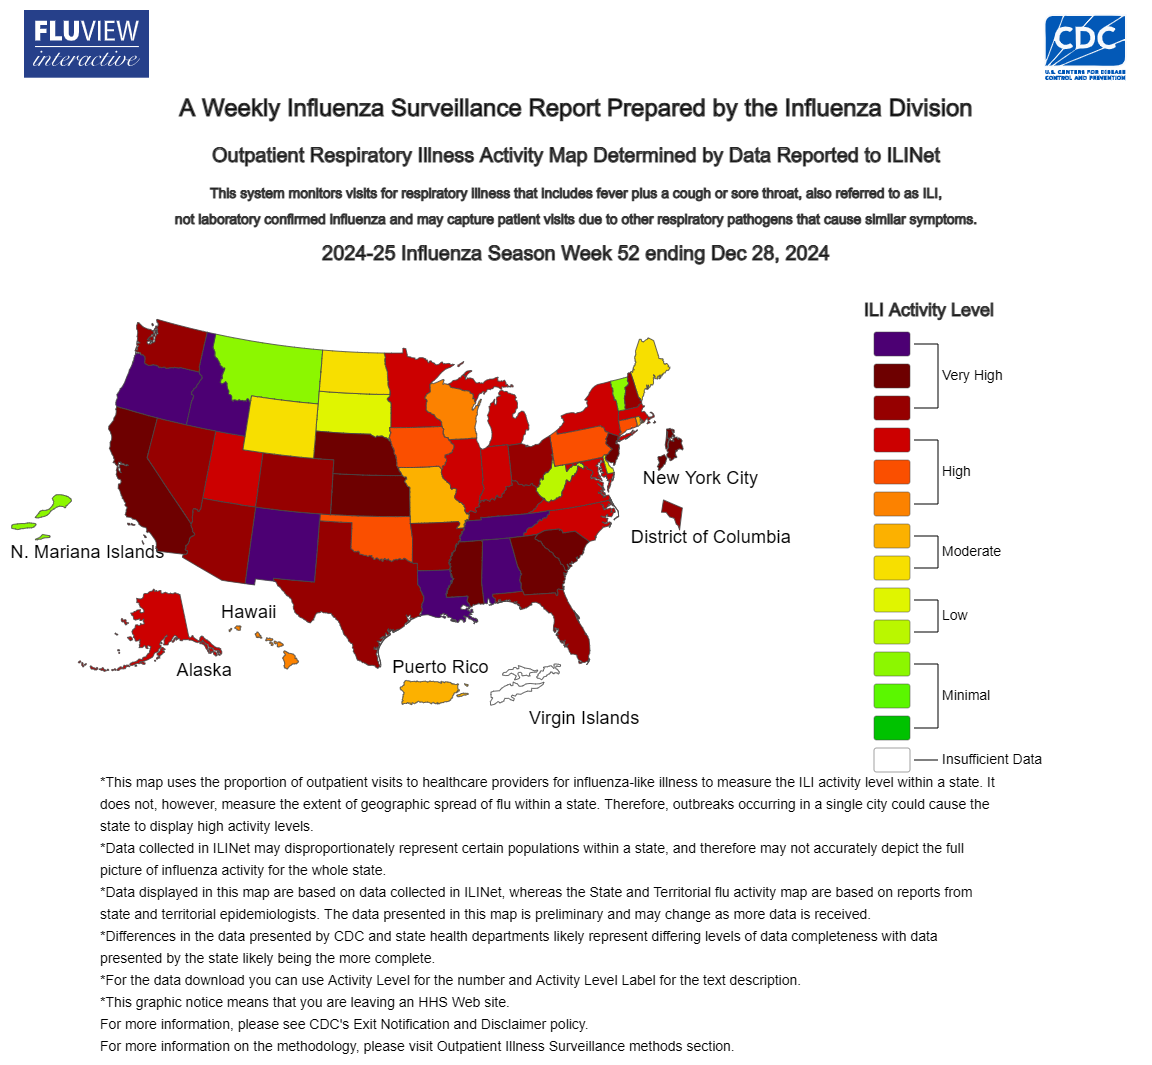 FLUVIEW
interactive
CDC
U.S. CENTERS FOR DISEASE
CONTROL AND PREVENTION
A Weekly Influenza Surveillance Report Prepared by the Influenza Division
Outpatient Respiratory Illness Activity Map Determined by Data Reported to ILINet
This system monitors visits for respiratory illness that includes fever plus a cough or sore throat, also referred to as ILI,
not laboratory confirmed influenza and may capture patient visits due to other respiratory pathogens that cause similar symptoms.
2024-25 Influenza Season Week 52 ending Dec 28, 2024
ILI Activity Level
Very High
High
Moderate
Low
Minimal
Insufficient Data
New York City
District of Columbia
N. Mariana Islands
Hawaii
Alaska
Puerto Rico
Virgin Islands
*This map uses the proportion of outpatient visits to healthcare providers for influenza-like illness to measure the ILI activity level within a state. It
does not, however, measure the extent of geographic spread of flu within a state. Therefore, outbreaks occurring in a single city could cause the
state to display high activity levels.
*Data collected in ILINet may disproportionately represent certain populations within a state, and therefore may not accurately depict the full
picture of influenza activity for the whole state.
*Data displayed in this map are based on data collected in ILINet, whereas the State and Territorial flu activity map are based on reports from
state and territorial epidemiologists. The data presented in this map is preliminary and may change as more data is received.
*Differences in the data presented by CDC and state health departments likely represent differing levels of data completeness with data
presented by the state likely being the more complete.
*For the data download you can use Activity Level for the number and Activity Level Label for the text description.
*This graphic notice means that you are leaving an HHS Web site.
For more information, please see CDC's Exit Notification and Disclaimer policy.
For more information on the methodology, please visit Outpatient Illness Surveillance methods section.